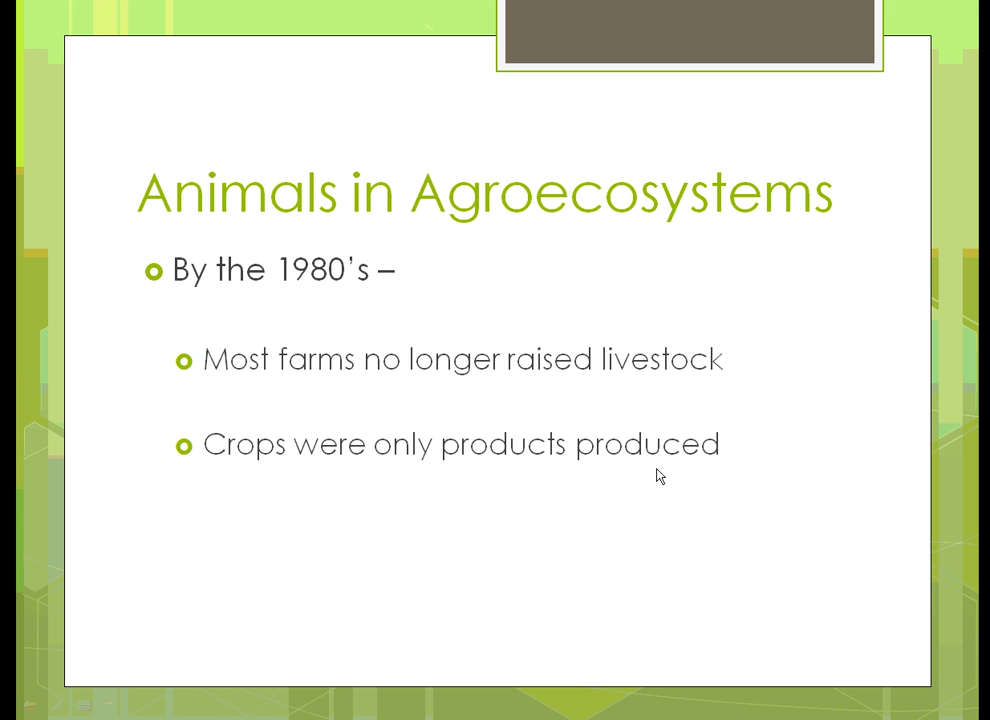 Animals in Agroecosystems
By the 1980’s –
Most farms no longer raised livestock
Crops were only products produced